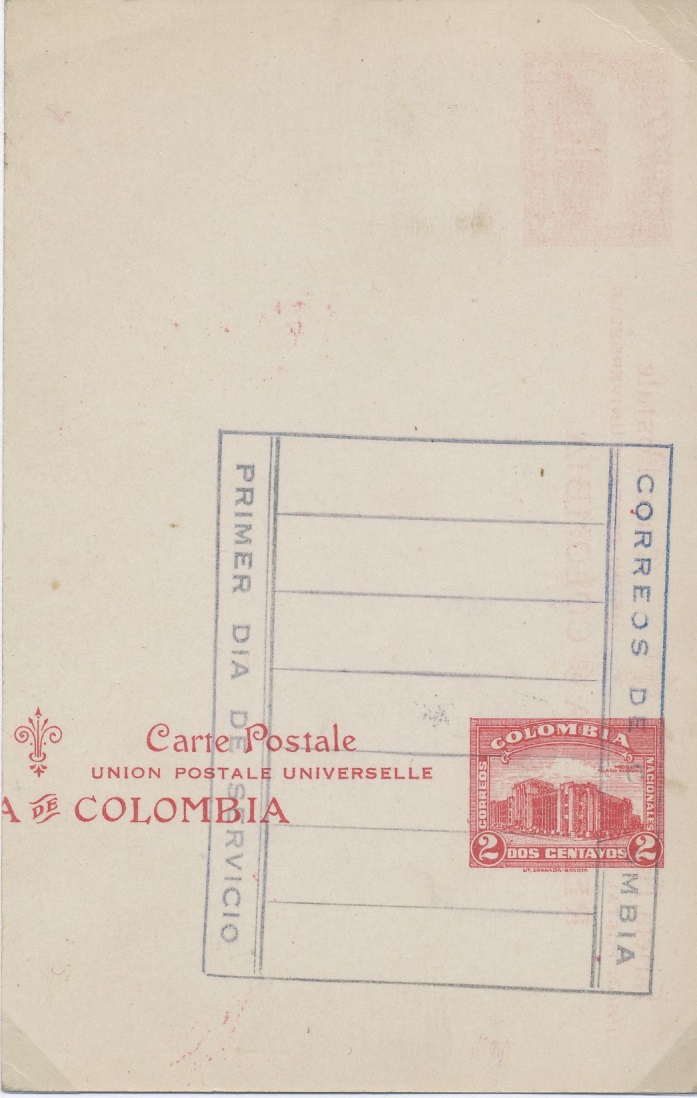 CORREOS DE COLOMBIA
PRIMER DIA DE SERVICIO
Carte Postale
UNION POSTALE UNIVERSELLE
A DE COLOMBIA
COLOMBIA
CORREOS
NACIONALES
2 DOS CENTAVOS 2